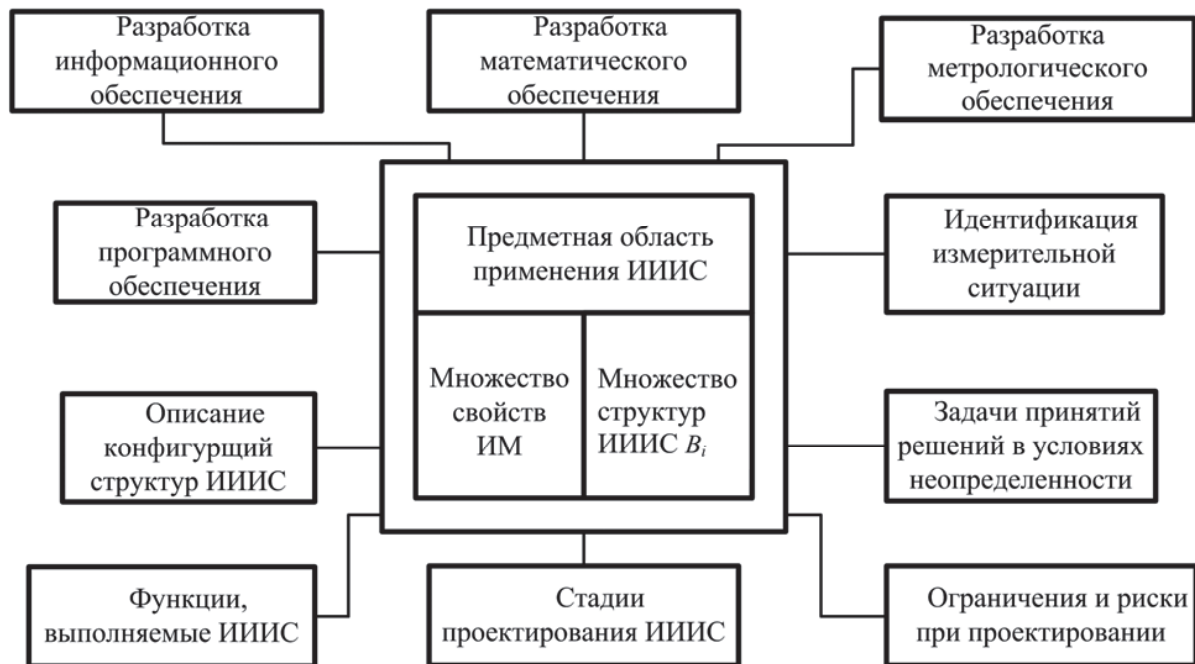 Разработка
информационного
обеспечения
Разработка
математического
обеспечения
Разработка
метрологического
обеспечения
Разработка
программного
обеспечения
Предметная область
применения ИИИС
Идентификация
измерительной
ситуации
Описание
конфигурщий
структур ИИИС
Множество
свойств
ИМ
Множество
структур
ИИИС Bi
Задачи принятий
решений в условиях
неопределенности
Функции,
выполняемые ИИИС
Стадии
проектирования ИИИС
Ограничения и риски
при проектировании